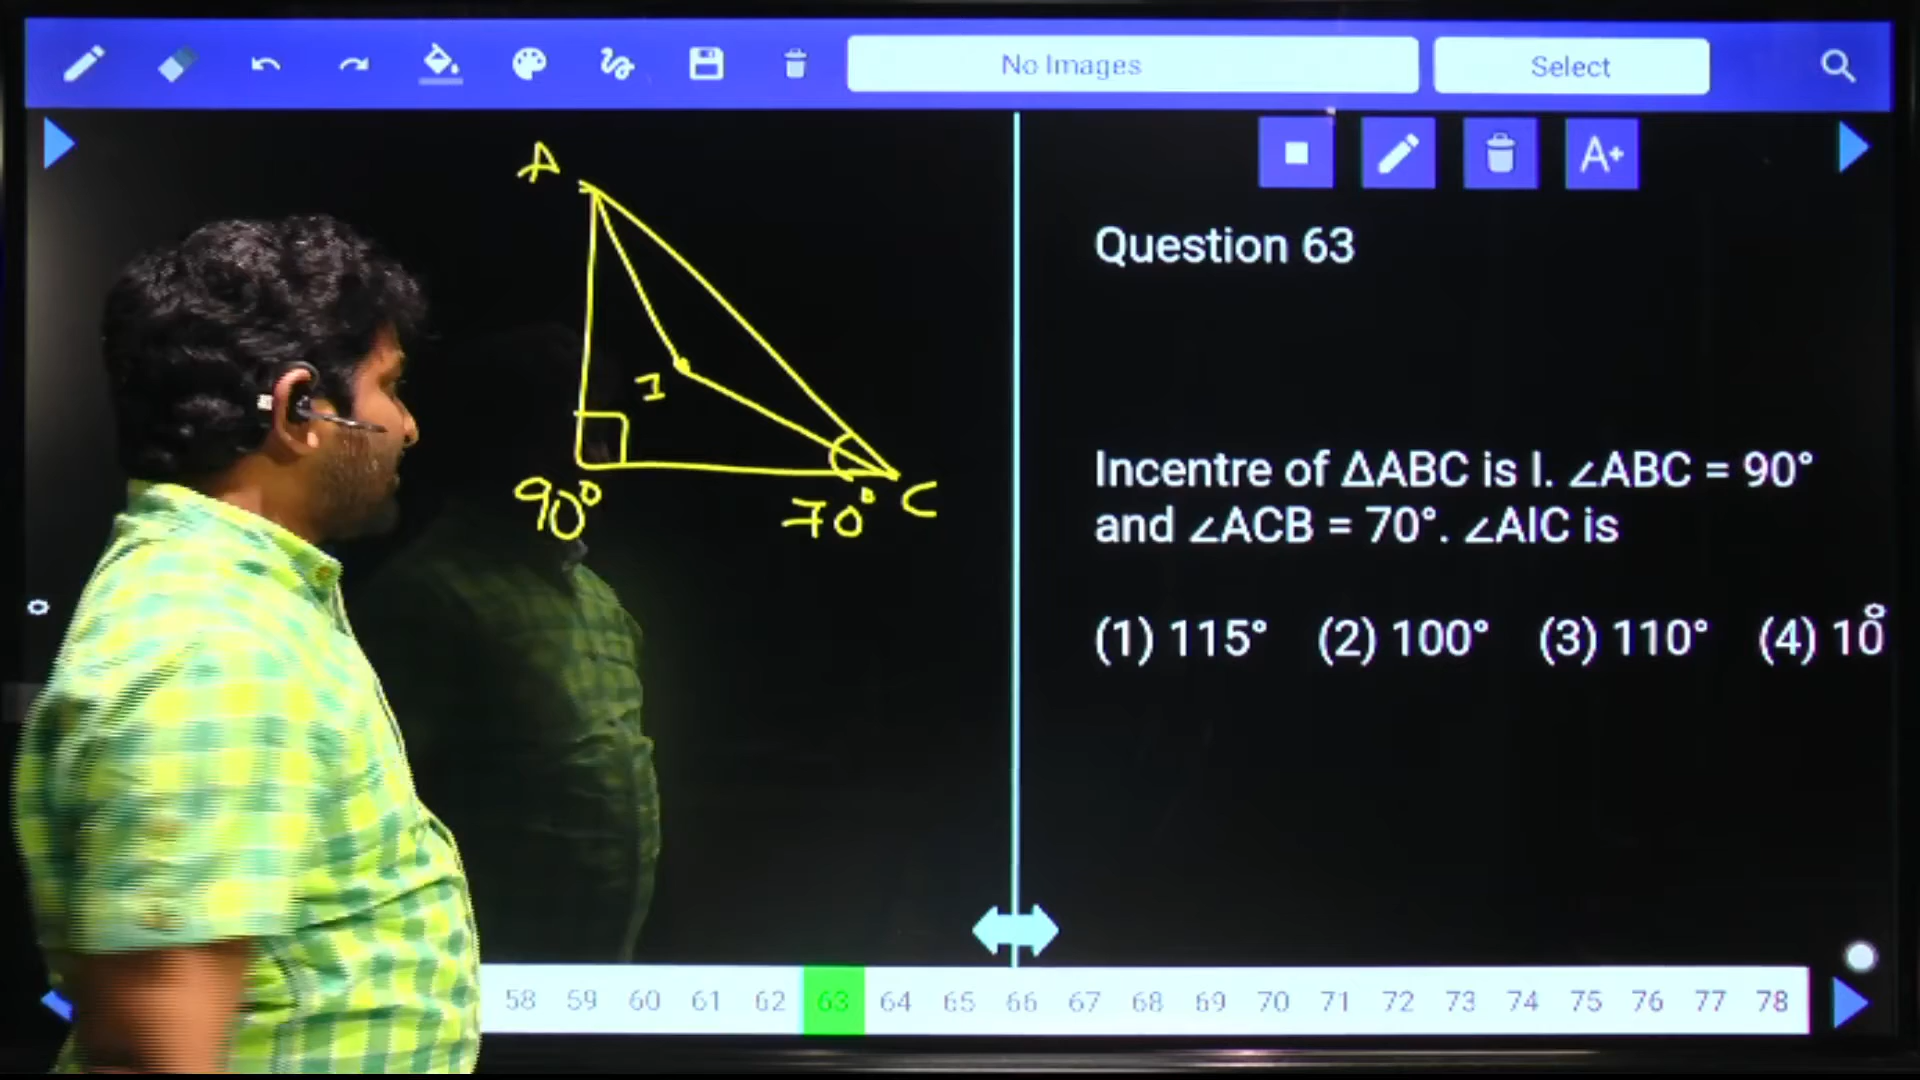 No Images
Select
A+
A
I
90°
70°
C
Question 63
Incentre of ΔABC is I. ∠ABC = 90°
and ∠ACB = 70°. ∠AIC is
(1) 115° (2) 100° (3) 110° (4) 10°
58 59 60 61 62 63 64 65 66 67 68 69 70 71 72 73 74 75 76 77 78